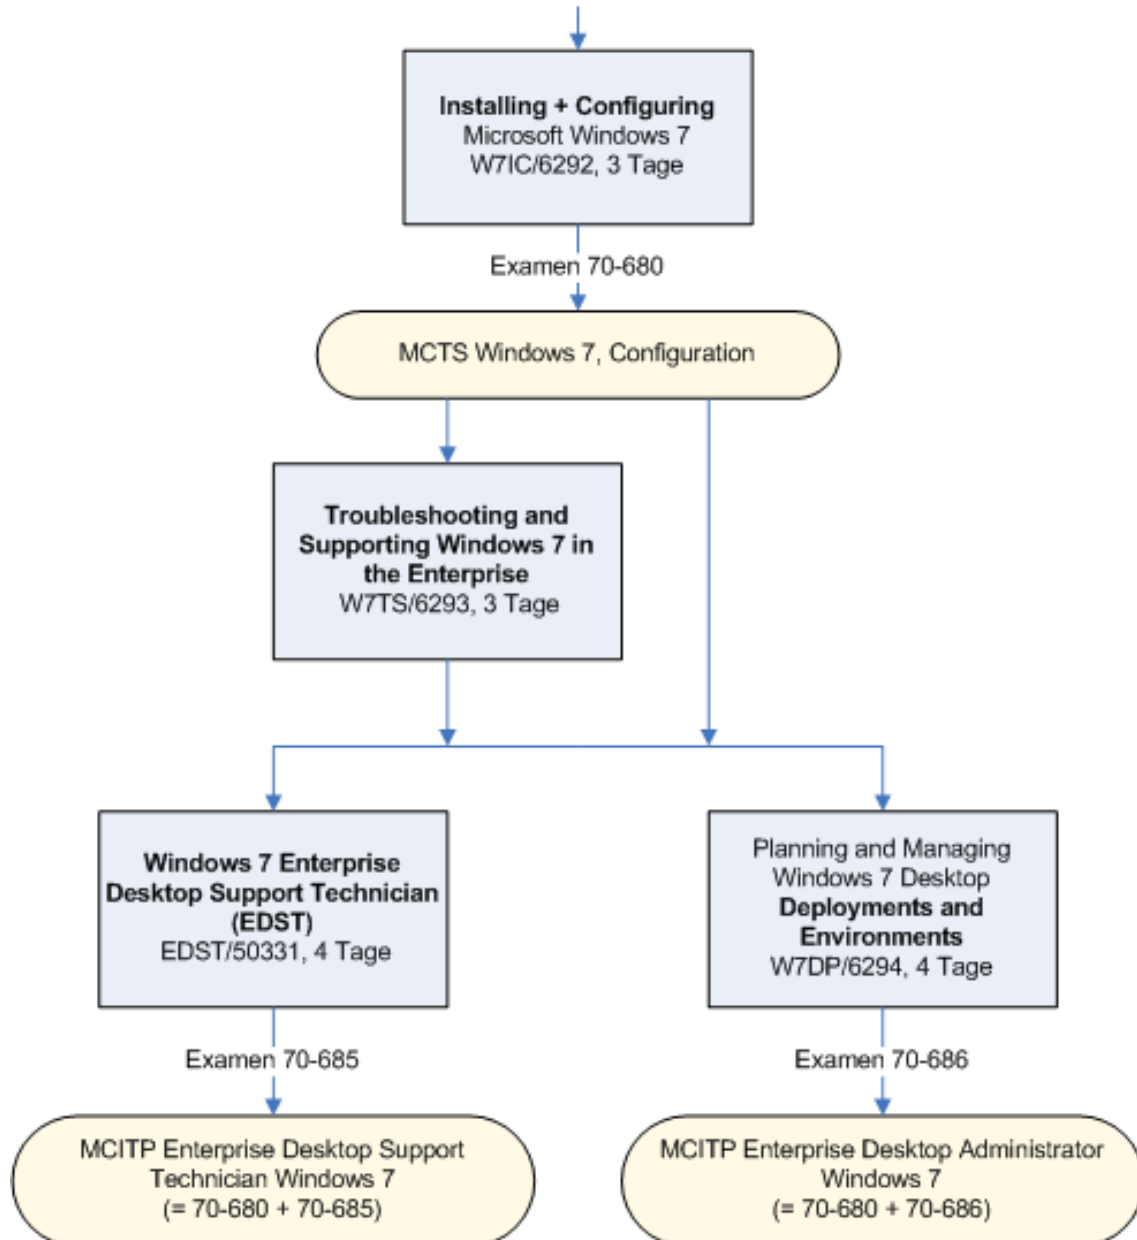 Installing + Configuring
Microsoft Windows 7
W7IC/6292, 3 Tage
Examen 70-680
MCTS Windows 7, Configuration
Troubleshooting and
Supporting Windows 7 in
the Enterprise
W7TS/6293, 3 Tage
Windows 7 Enterprise
Desktop Support Technician
(EDST)
EDST/50331, 4 Tage
Planning and Managing
Windows 7 Desktop
Deployments and
Environments
W7DP/6294, 4 Tage
Examen 70-685
Examen 70-686
MCITP Enterprise Desktop Support
Technician Windows 7
(= 70-680 + 70-685)
MCITP Enterprise Desktop Administrator
Windows 7
(= 70-680 + 70-686)